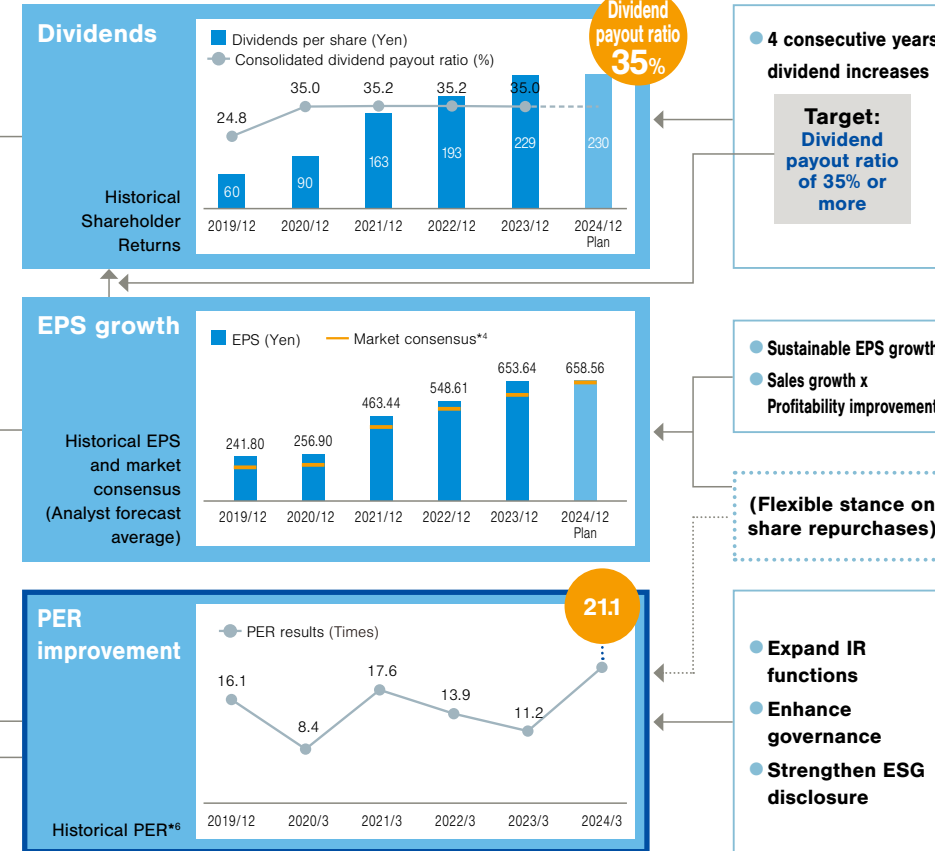 Dividends
Dividends per share (Yen)
Consolidated dividend payout ratio (%)
Dividend
payout ratio
35%
24.8
35.0
35.2
35.2
35.0
60
90
163
193
229
230
2019/12
2020/12
2021/12
2022/12
2023/12
2024/12
Plan
Historical
Shareholder
Returns
4 consecutive years
dividend increases
Target:
Dividend
payout ratio
of 35% or
more
EPS growth
EPS (Yen)
Market consensus*4
241.80
256.90
463.44
548.61
653.64
658.56
2019/12
2020/12
2021/12
2022/12
2023/12
2024/12
Plan
Historical EPS
and market
consensus
(Analyst forecast
average)
Sustainable EPS growth
Sales growth x
Profitability improvement
(Flexible stance on
share repurchases)
PER
improvement
PER results (Times)
21.1
16.1
8.4
17.6
13.9
11.2
2019/12
2020/3
2021/3
2022/3
2023/3
2024/3
Historical PER*6
Expand IR
functions
Enhance
governance
Strengthen ESG
disclosure